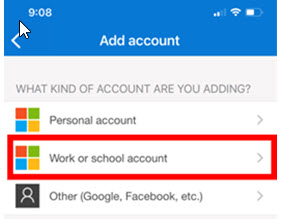 9:08
Add account
WHAT KIND OF ACCOUNT ARE YOU ADDING?
Personal account
Work or school account
Other (Google, Facebook, etc.)